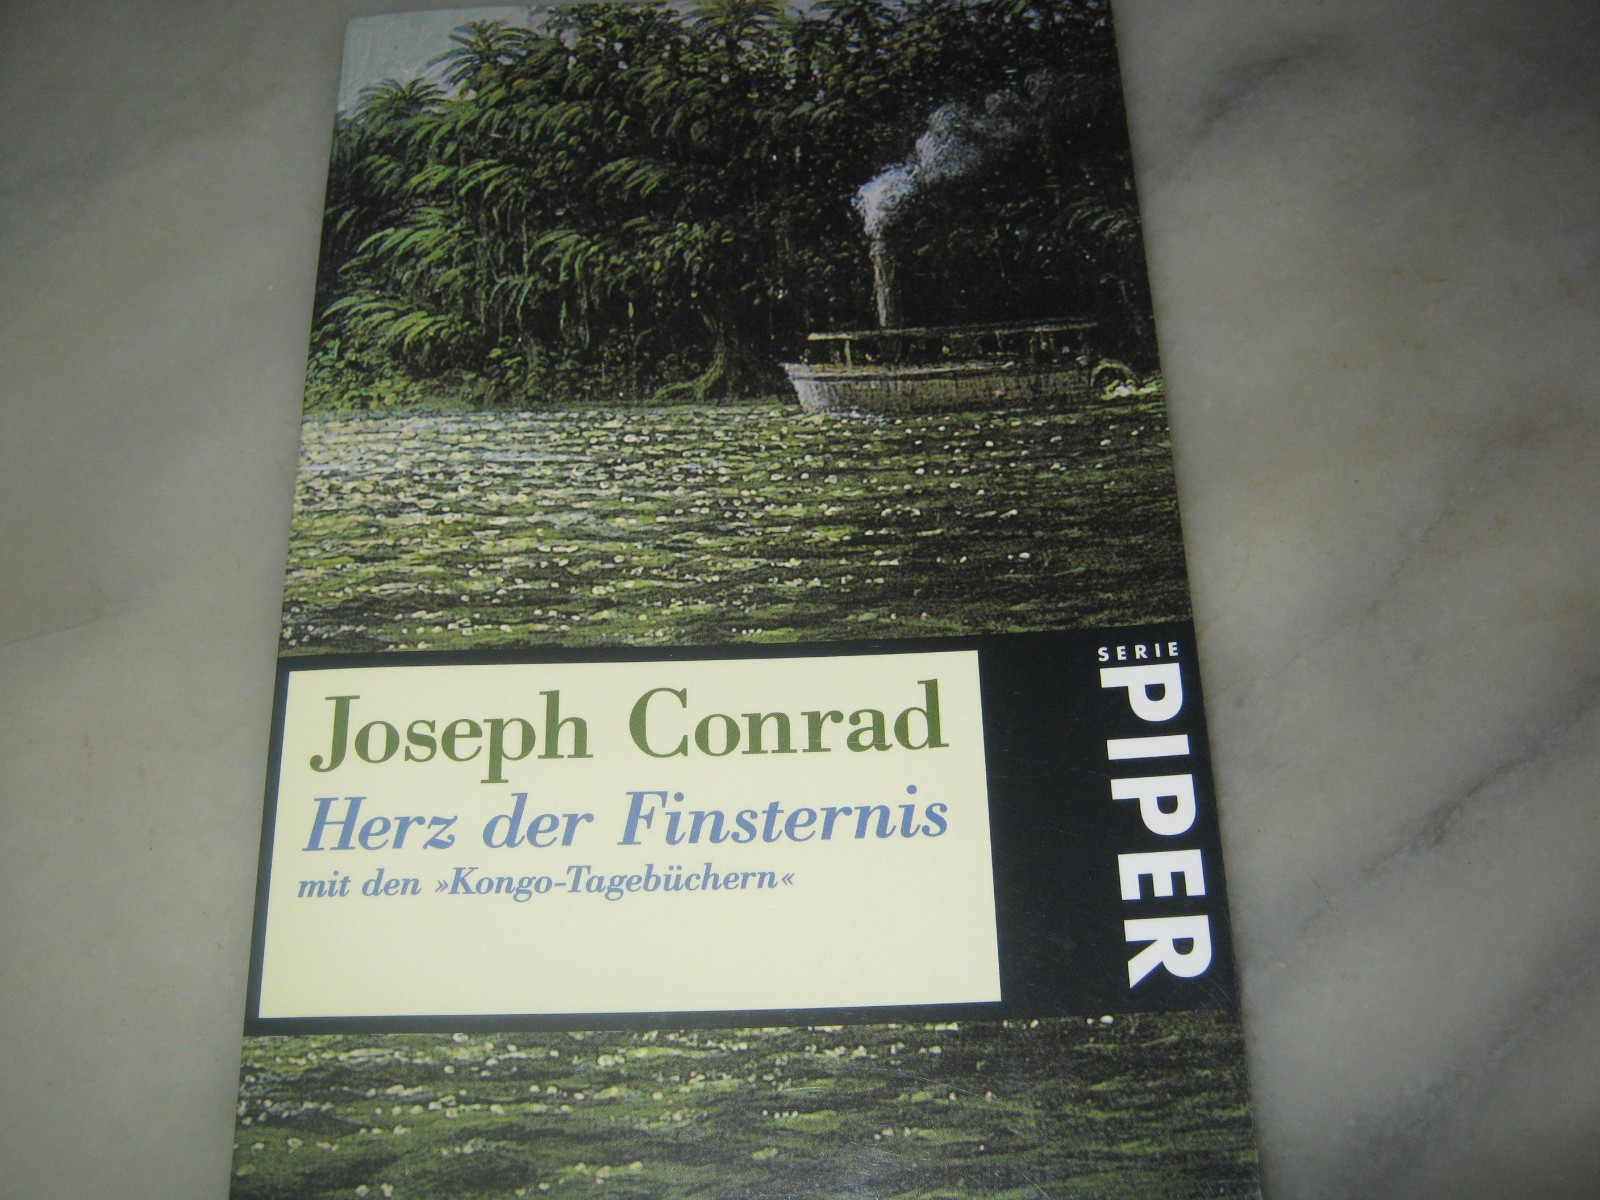 SERIE
PIPER
Joseph Conrad
Herz der Finsternis
mit den »Kongo-Tagebüchern«